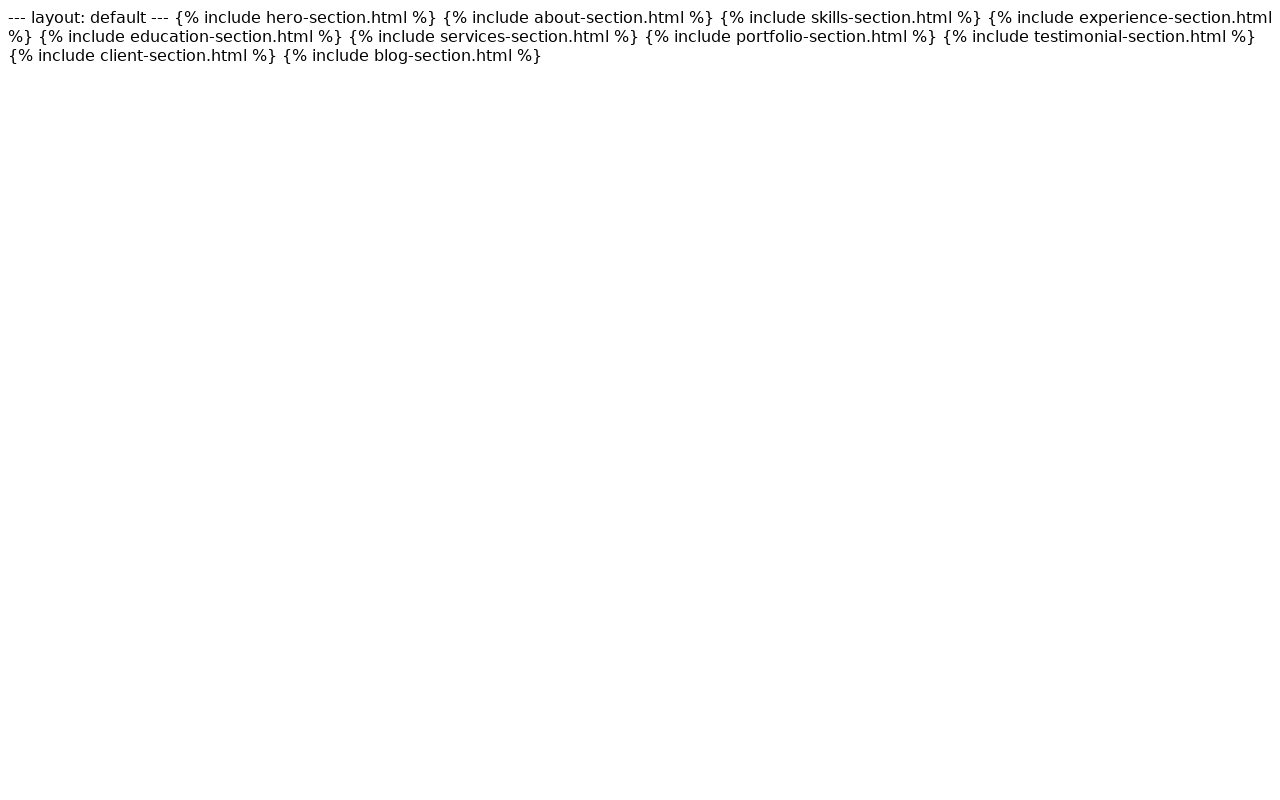 --- layout: default --- {% include hero-section.html %} {% include about-section.html %} {% include skills-section.html %} {% include experience-section.html
%} {% include education-section.html %} {% include services-section.html %} {% include portfolio-section.html %} {% include testimonial-section.html %}
{% include client-section.html %} {% include blog-section.html %}